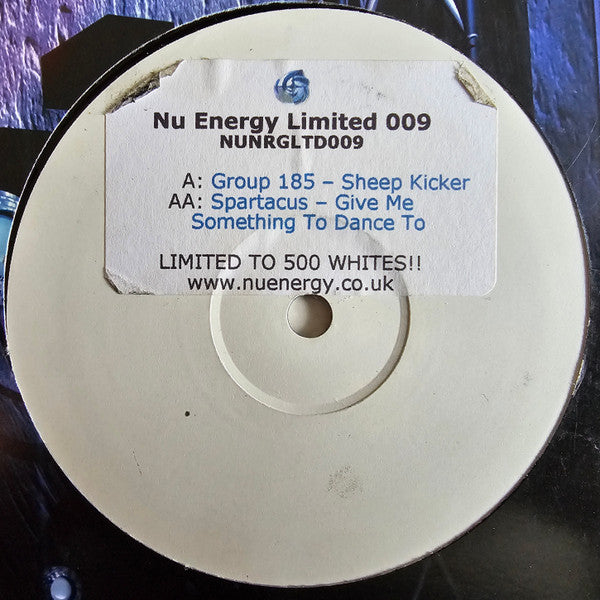 Nu Energy Limited 009
NUNRGLTD009
A: Group 185 – Sheep Kicker
AA: Spartacus – Give Me
Something To Dance To
LIMITED TO 500 WHITES!!
www.nuenergy.co.uk